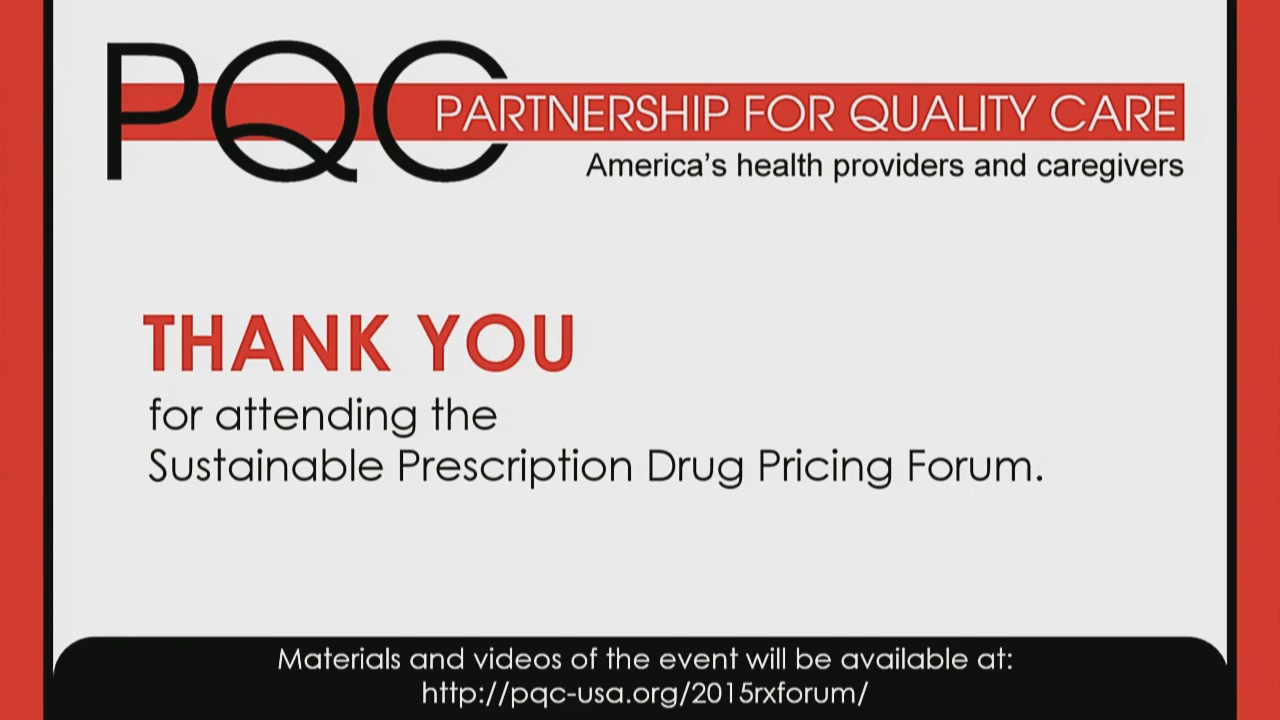 PQC
PARTNERSHIP FOR QUALITY CARE
America's health providers and caregivers
THANK YOU
for attending the
Sustainable Prescription Drug Pricing Forum.
Materials and videos of the event will be available at:
http://pqc-usa.org/2015rxforum/